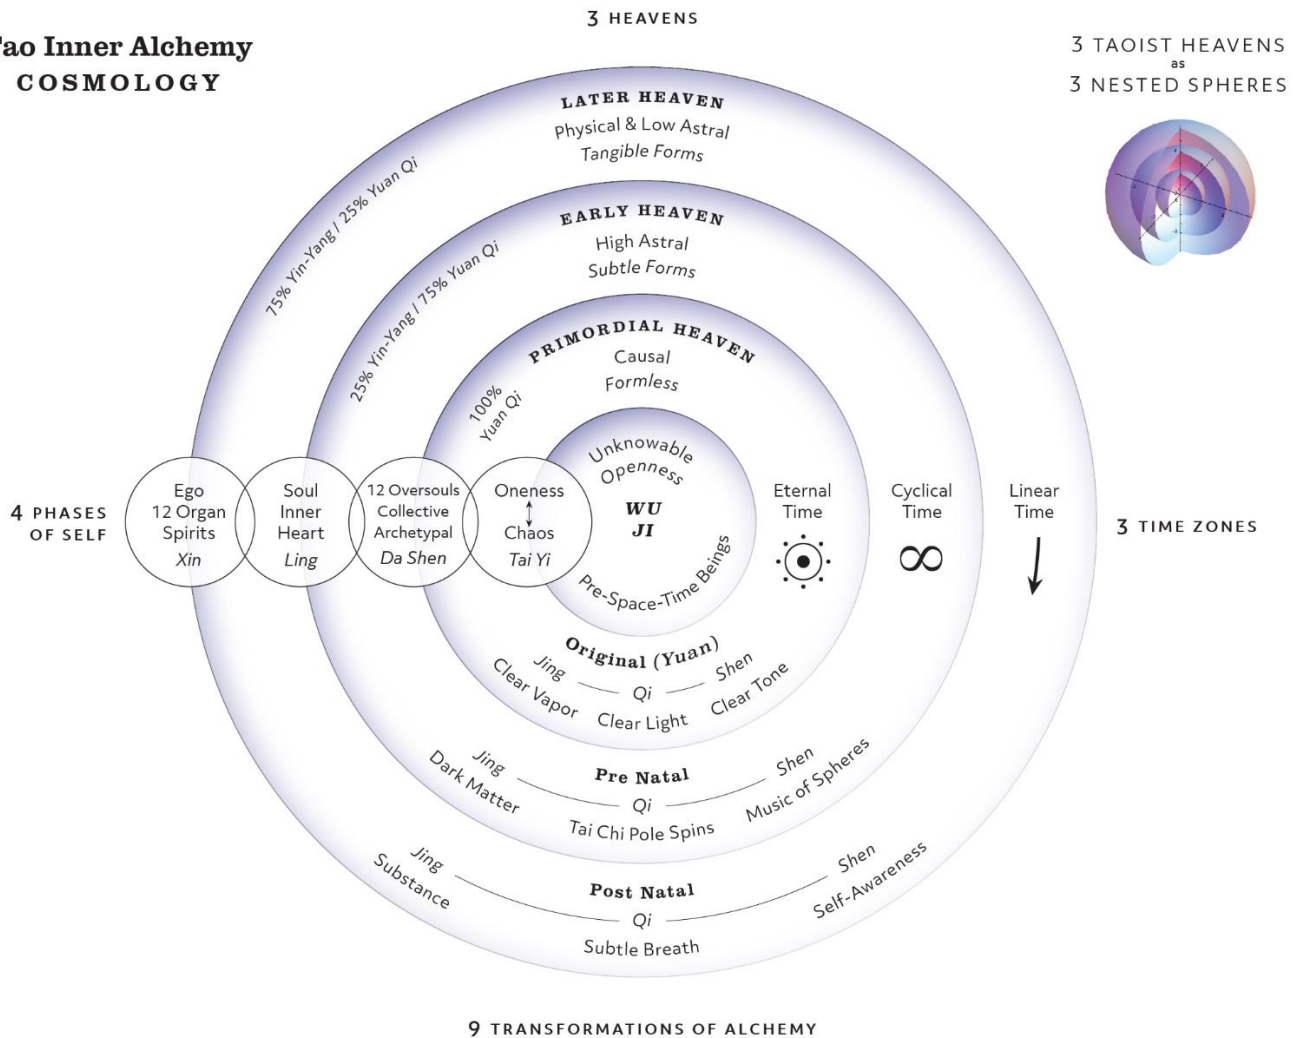 3 HEAVENS
ao Inner Alchemy
COSMOLOGY
3 TAOIST HEAVENS
as
3 NESTED SPHERES
LATER HEAVEN
Physical & Low Astral
Tangible Forms
75% Yin-Yang / 25% Yuan Qi
EARLY HEAVEN
High Astral
Subtle Forms
25% Yin-Yang / 75% Yuan Qi
PRIMORDIAL HEAVEN
Causal
Formless
100%
Yuan Qi
Unknowable
Openness
WU
JI
Pre-Space-Time Beings
4 PHASES
OF SELF
Ego
12 Organ
Spirits
Xin
Soul
Inner
Heart
Ling
12 Oversouls
Collective
Archetypal
Da Shen
Oneness
Chaos
Tai Yi
Eternal
Time
Cyclical
Time
Linear
Time
3 TIME ZONES
Original (Yuan)
Jing
Qi
Shen
Clear Vapor
Clear Light
Clear Tone
Pre Natal
Jing
Qi
Shen
Dark Matter
Tai Chi Pole Spins
Music of Spheres
Post Natal
Jing
Qi
Shen
Substance
Subtle Breath
Self-Awareness
9 TRANSFORMATIONS OF ALCHEMY